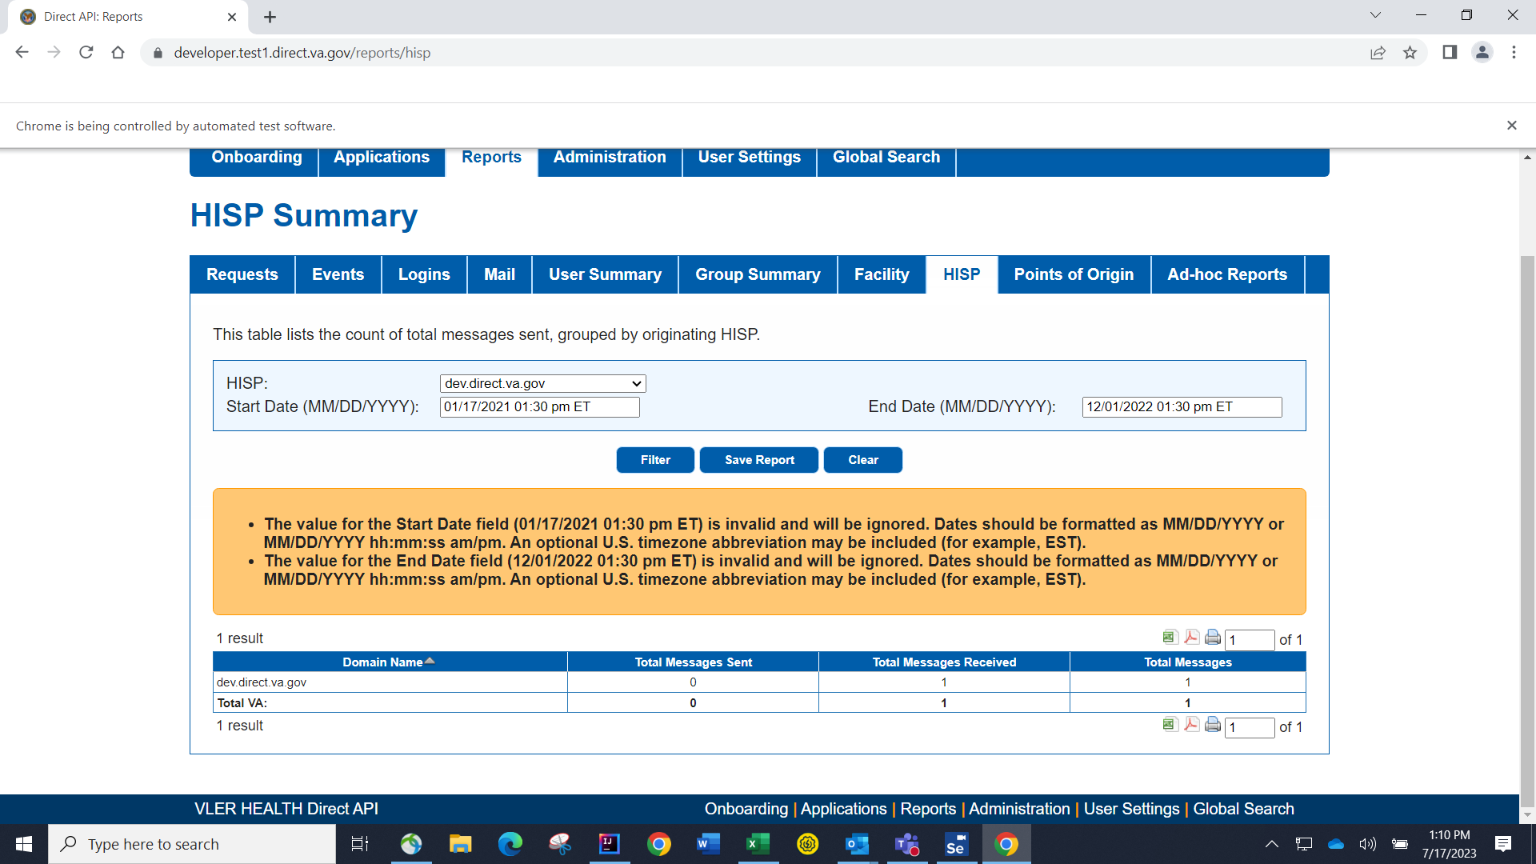 Direct API: Reports
developer.test1.direct.va.gov/reports/hisp
Chrome is being controlled by automated test software.
Onboarding Applications Reports Administration User Settings Global Search
HISP Summary
Requests Events Logins Mail User Summary Group Summary Facility HISP Points of Origin Ad-hoc Reports
This table lists the count of total messages sent, grouped by originating HISP.
HISP: dev.direct.va.gov
Start Date (MM/DD/YYYY): 01/17/2021 01:30 pm ET End Date (MM/DD/YYYY): 12/01/2022 01:30 pm ET
Filter Save Report Clear
• The value for the Start Date field (01/17/2021 01:30 pm ET) is invalid and will be ignored. Dates should be formatted as MM/DD/YYYY or
MM/DD/YYYY hh:mm:ss am/pm. An optional U.S. timezone abbreviation may be included (for example, EST).
• The value for the End Date field (12/01/2022 01:30 pm ET) is invalid and will be ignored. Dates should be formatted as MM/DD/YYYY or
MM/DD/YYYY hh:mm:ss am/pm. An optional U.S. timezone abbreviation may be included (for example, EST).
1 result 1 of 1
Domain Name Total Messages Sent Total Messages Received Total Messages
dev.direct.va.gov 0 1 1
Total VA: 0 1 1
1 result 1 of 1
VLER HEALTH Direct API Onboarding | Applications | Reports | Administration | User Settings | Global Search
Type here to search
1:10 PM
7/17/2023